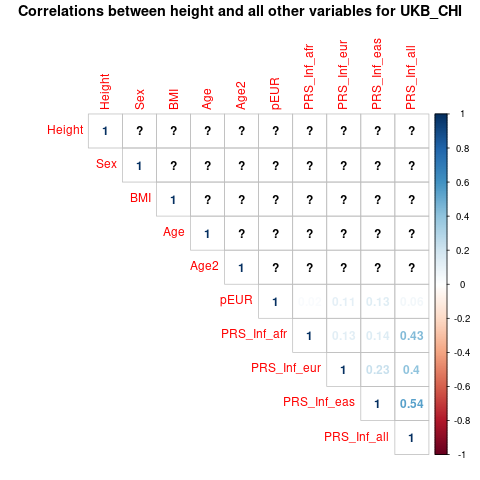 Correlations between height and all other variables for UKB_CHI
Height Sex BMI Age Age2 pEUR PRS_Inf_afr PRS_Inf_eur PRS_Inf_eas PRS_Inf_all
Height 1 ? ? ? ? ? ? ? ? ?
Sex 1 ? ? ? ? ? ? ? ?
BMI 1 ? ? ? ? ? ? ?
Age 1 ? ? ? ? ? ?
Age2 1 ? ? ? ? ?
pEUR 1 0.11 0.13
PRS_Inf_afr 1 0.13 0.14 0.43
PRS_Inf_eur 1 0.23 0.4
PRS_Inf_eas 1 0.54
PRS_Inf_all 1
1
0.8
0.6
0.4
0.2
0
-0.2
-0.4
-0.6
-0.8
-1